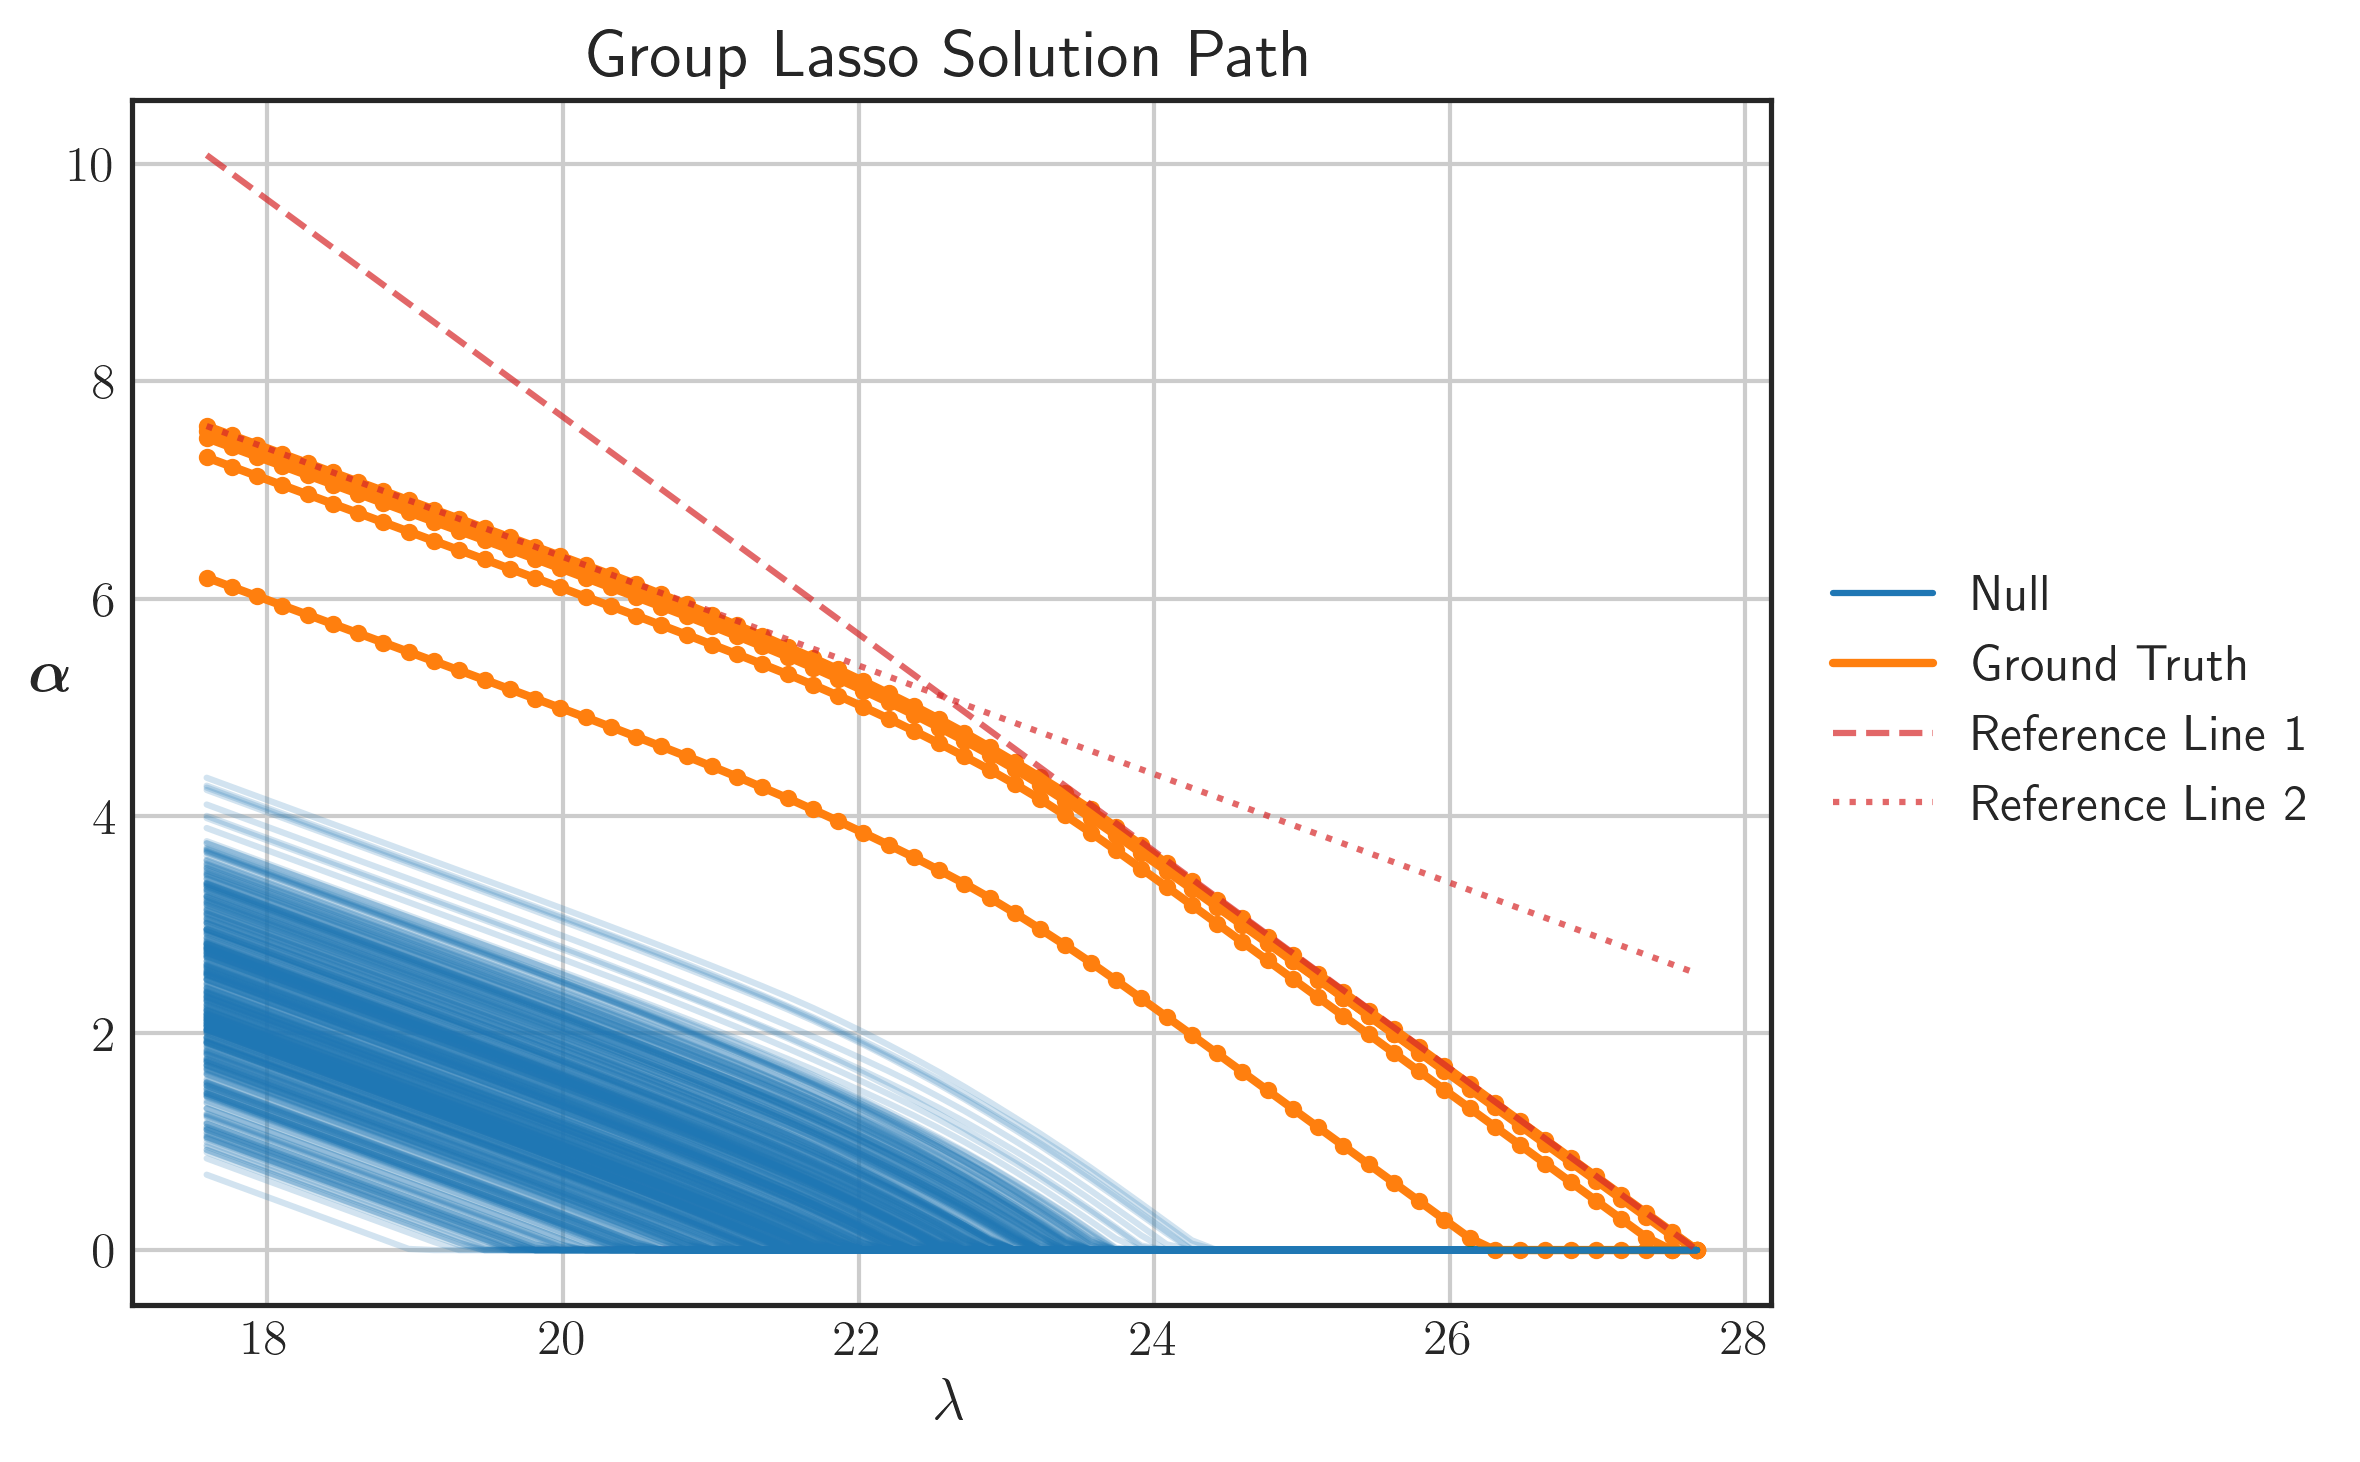 Group Lasso Solution Path
10
8
6
4
2
0
α
18 20 22 24 26 28
λ
Null
Ground Truth
Reference Line 1
Reference Line 2